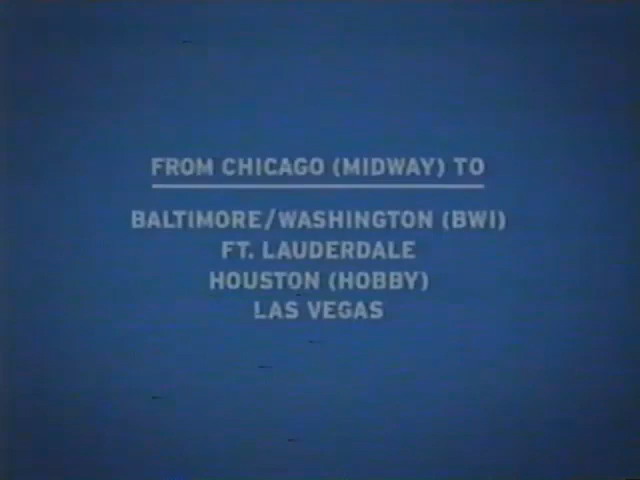 FROM CHICAGO (MIDWAY) TO
BALTIMORE/WASHINGTON (BWI)
FT. LAUDERDALE
HOUSTON (HOBBY)
LAS VEGAS